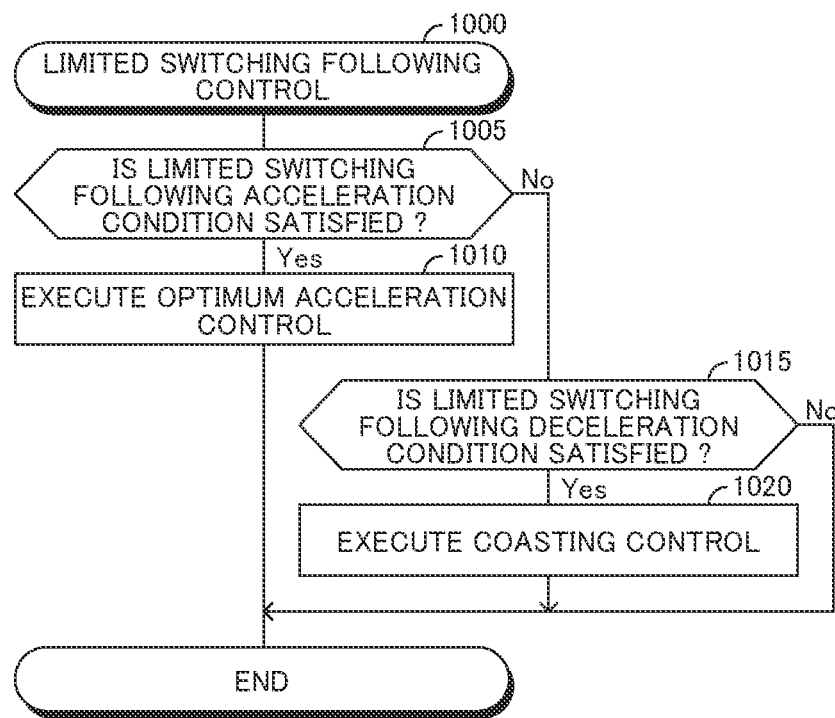 1000
LIMITED SWITCHING FOLLOWING
CONTROL
1005
IS LIMITED SWITCHING
FOLLOWING ACCELERATION
CONDITION SATISFIED ?
No
Yes
1010
EXECUTE OPTIMUM ACCELERATION
CONTROL
1015
IS LIMITED SWITCHING
FOLLOWING DECELERATION
CONDITION SATISFIED ?
No
Yes
1020
EXECUTE COASTING CONTROL
END